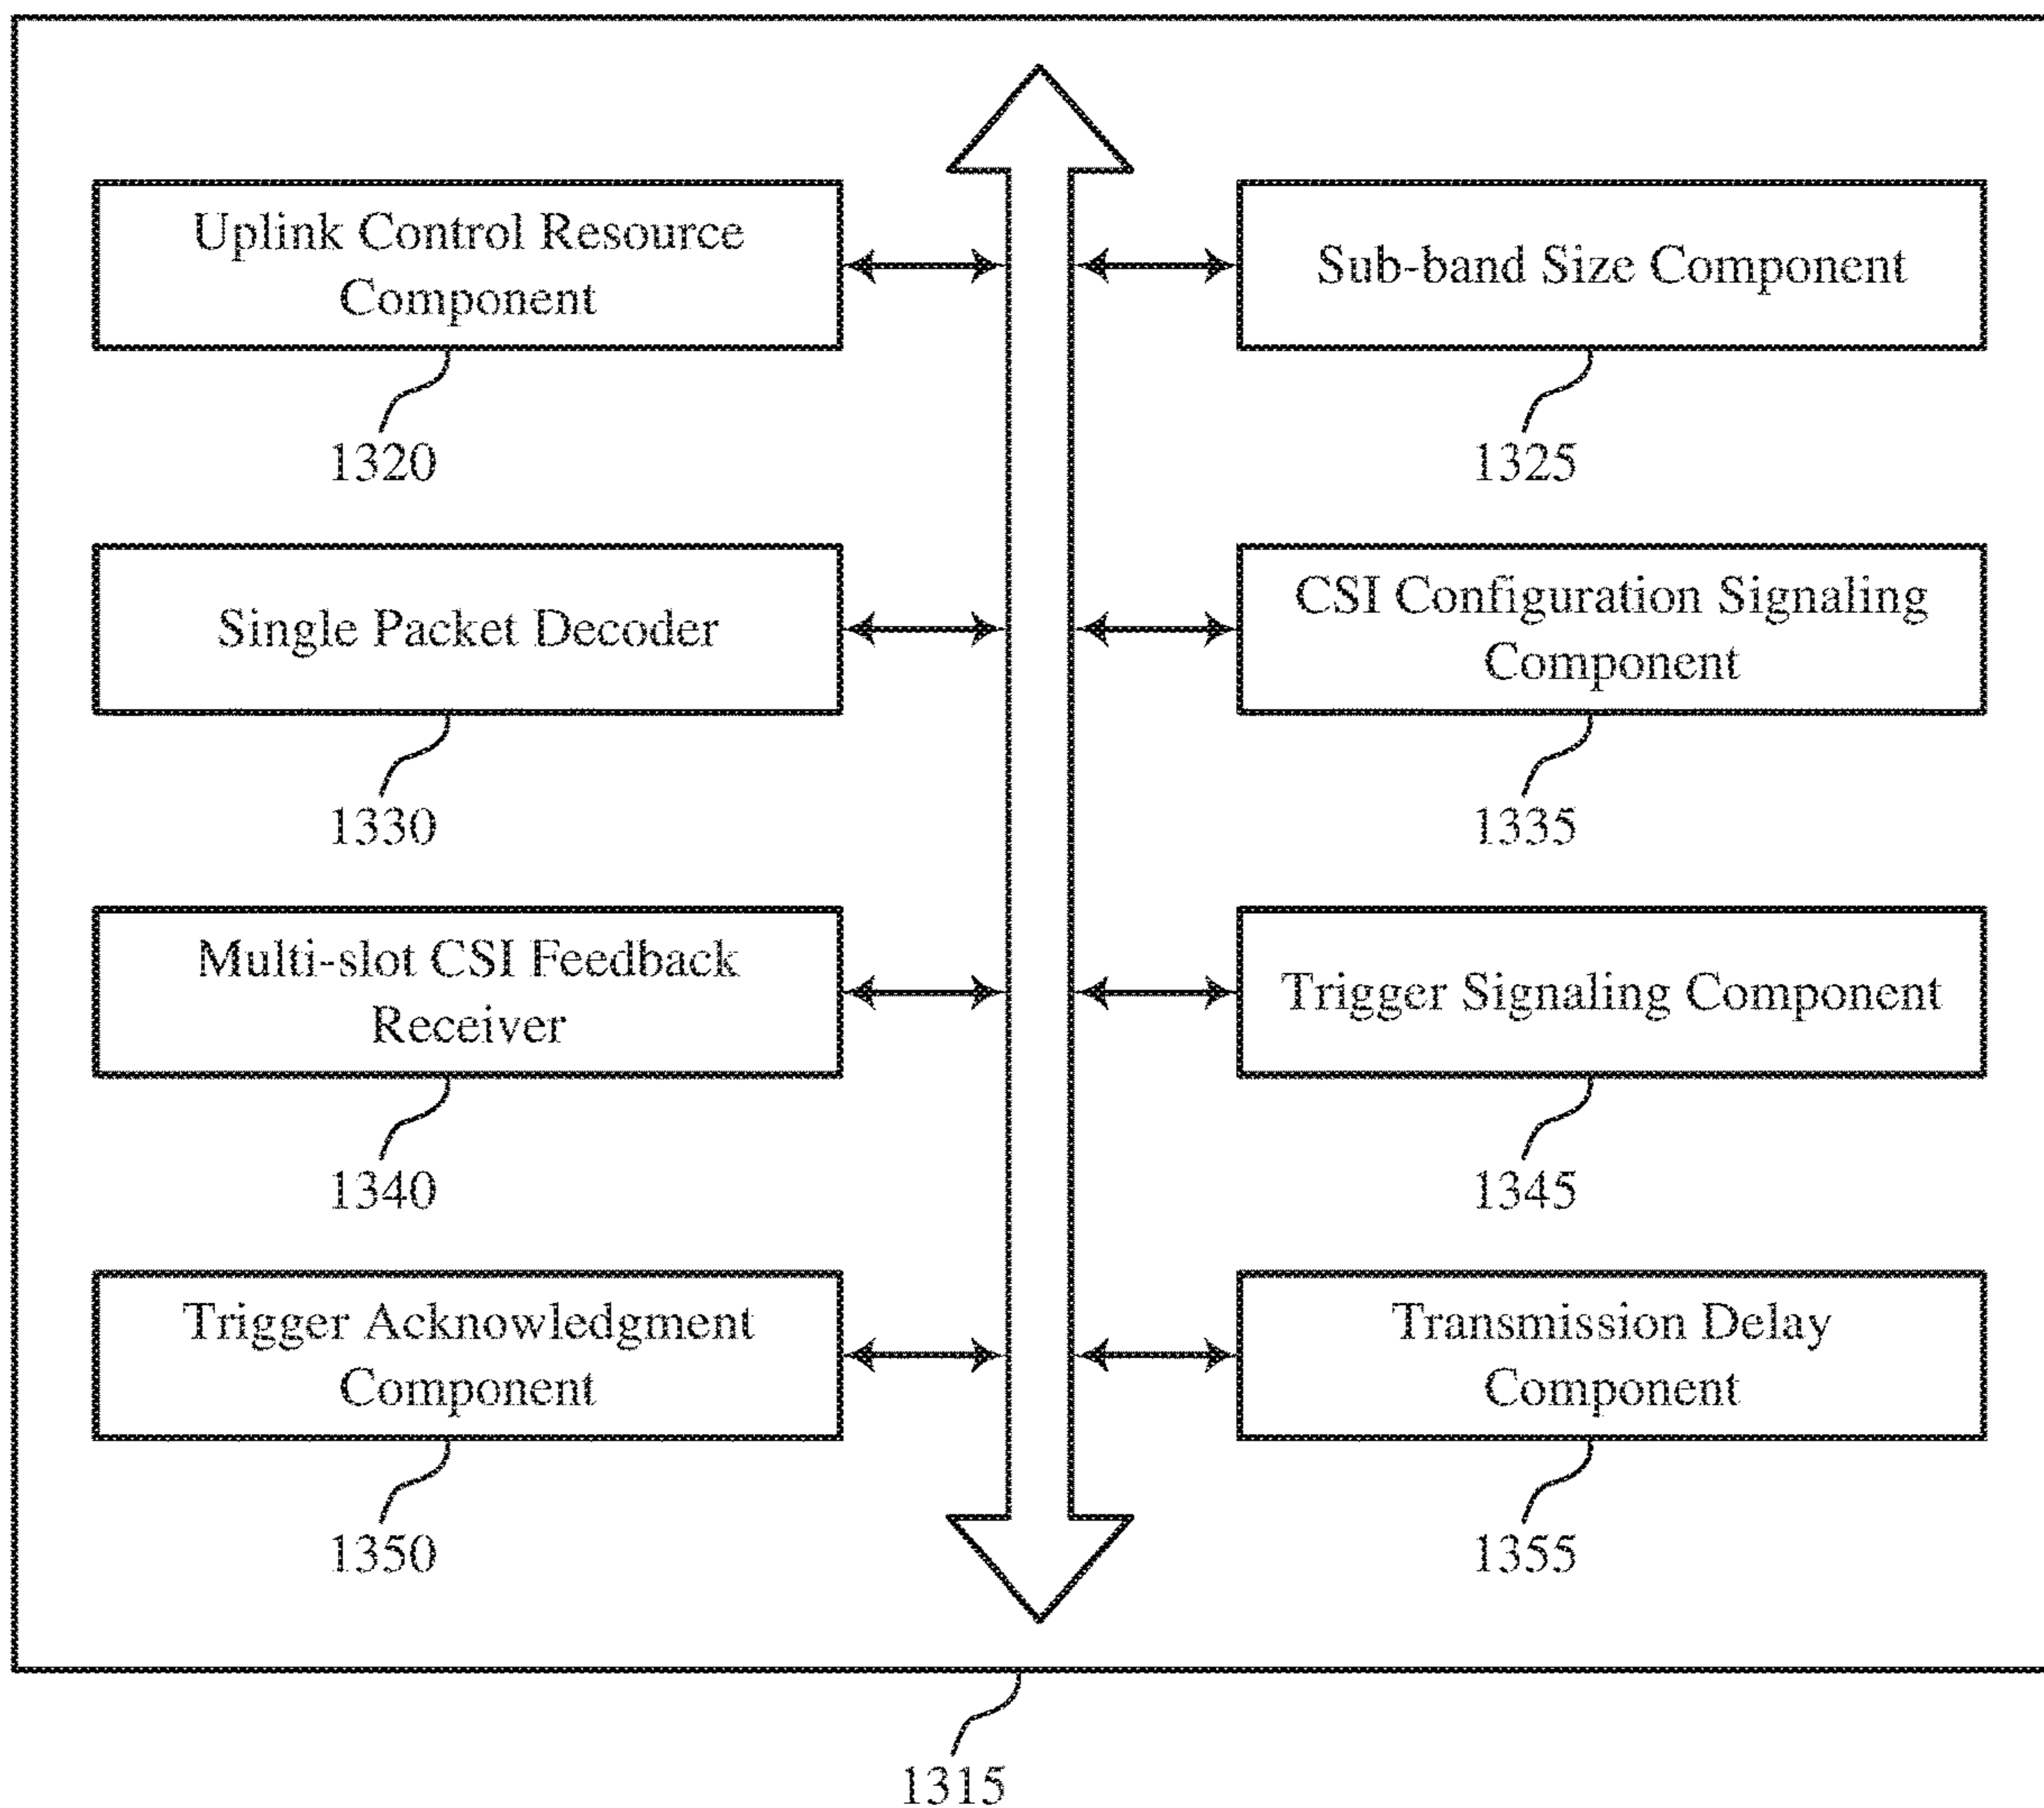 Uplink Control Resource
Component
1320
Sub-band Size Component
1325
Single Packet Decoder
1330
CSI Configuration Signaling
Component
1335
Multi-slot CSI Feedback
Receiver
1340
Trigger Signaling Component
1345
Trigger Acknowledgment
Component
1350
Transmission Delay
Component
1355
1315